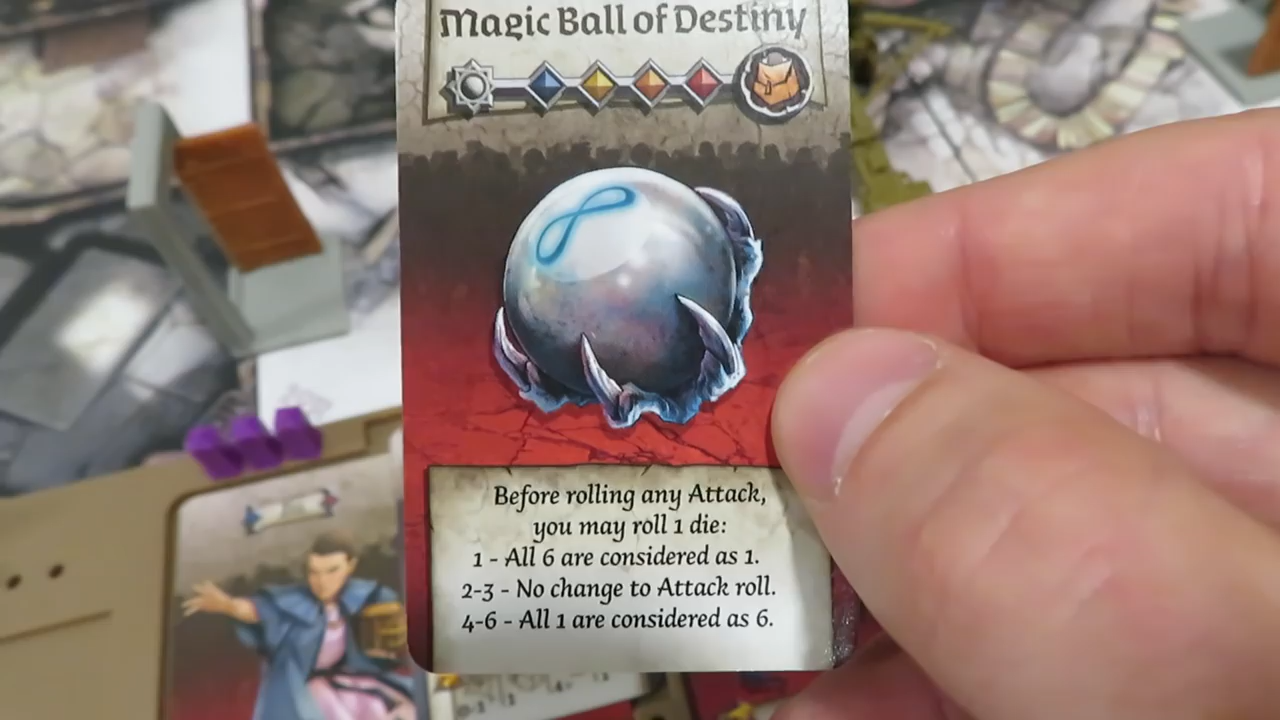 Magic Ball of Destiny
Before rolling any Attack,
you may roll 1 die:
1 - All 6 are considered as 1.
2-3 - No change to Attack roll.
4-6 - All 1 are considered as 6.